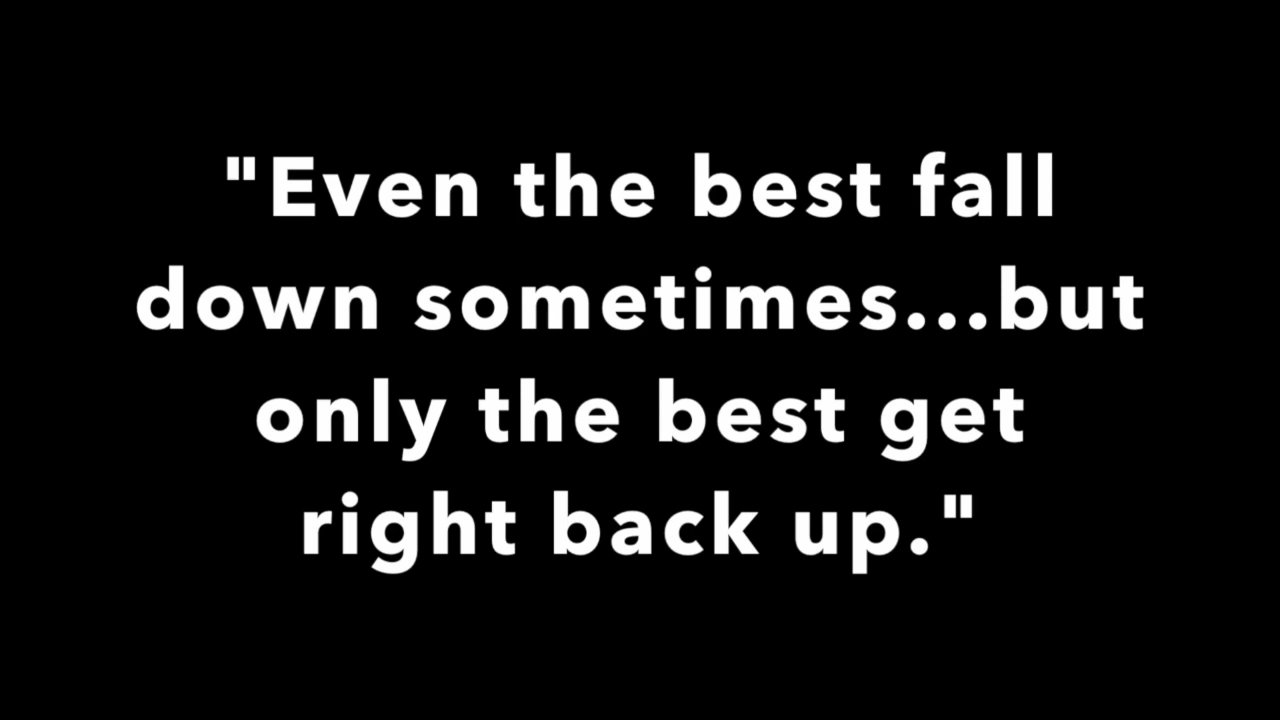 "Even the best fall
down sometimes...but
only the best get
right back up."